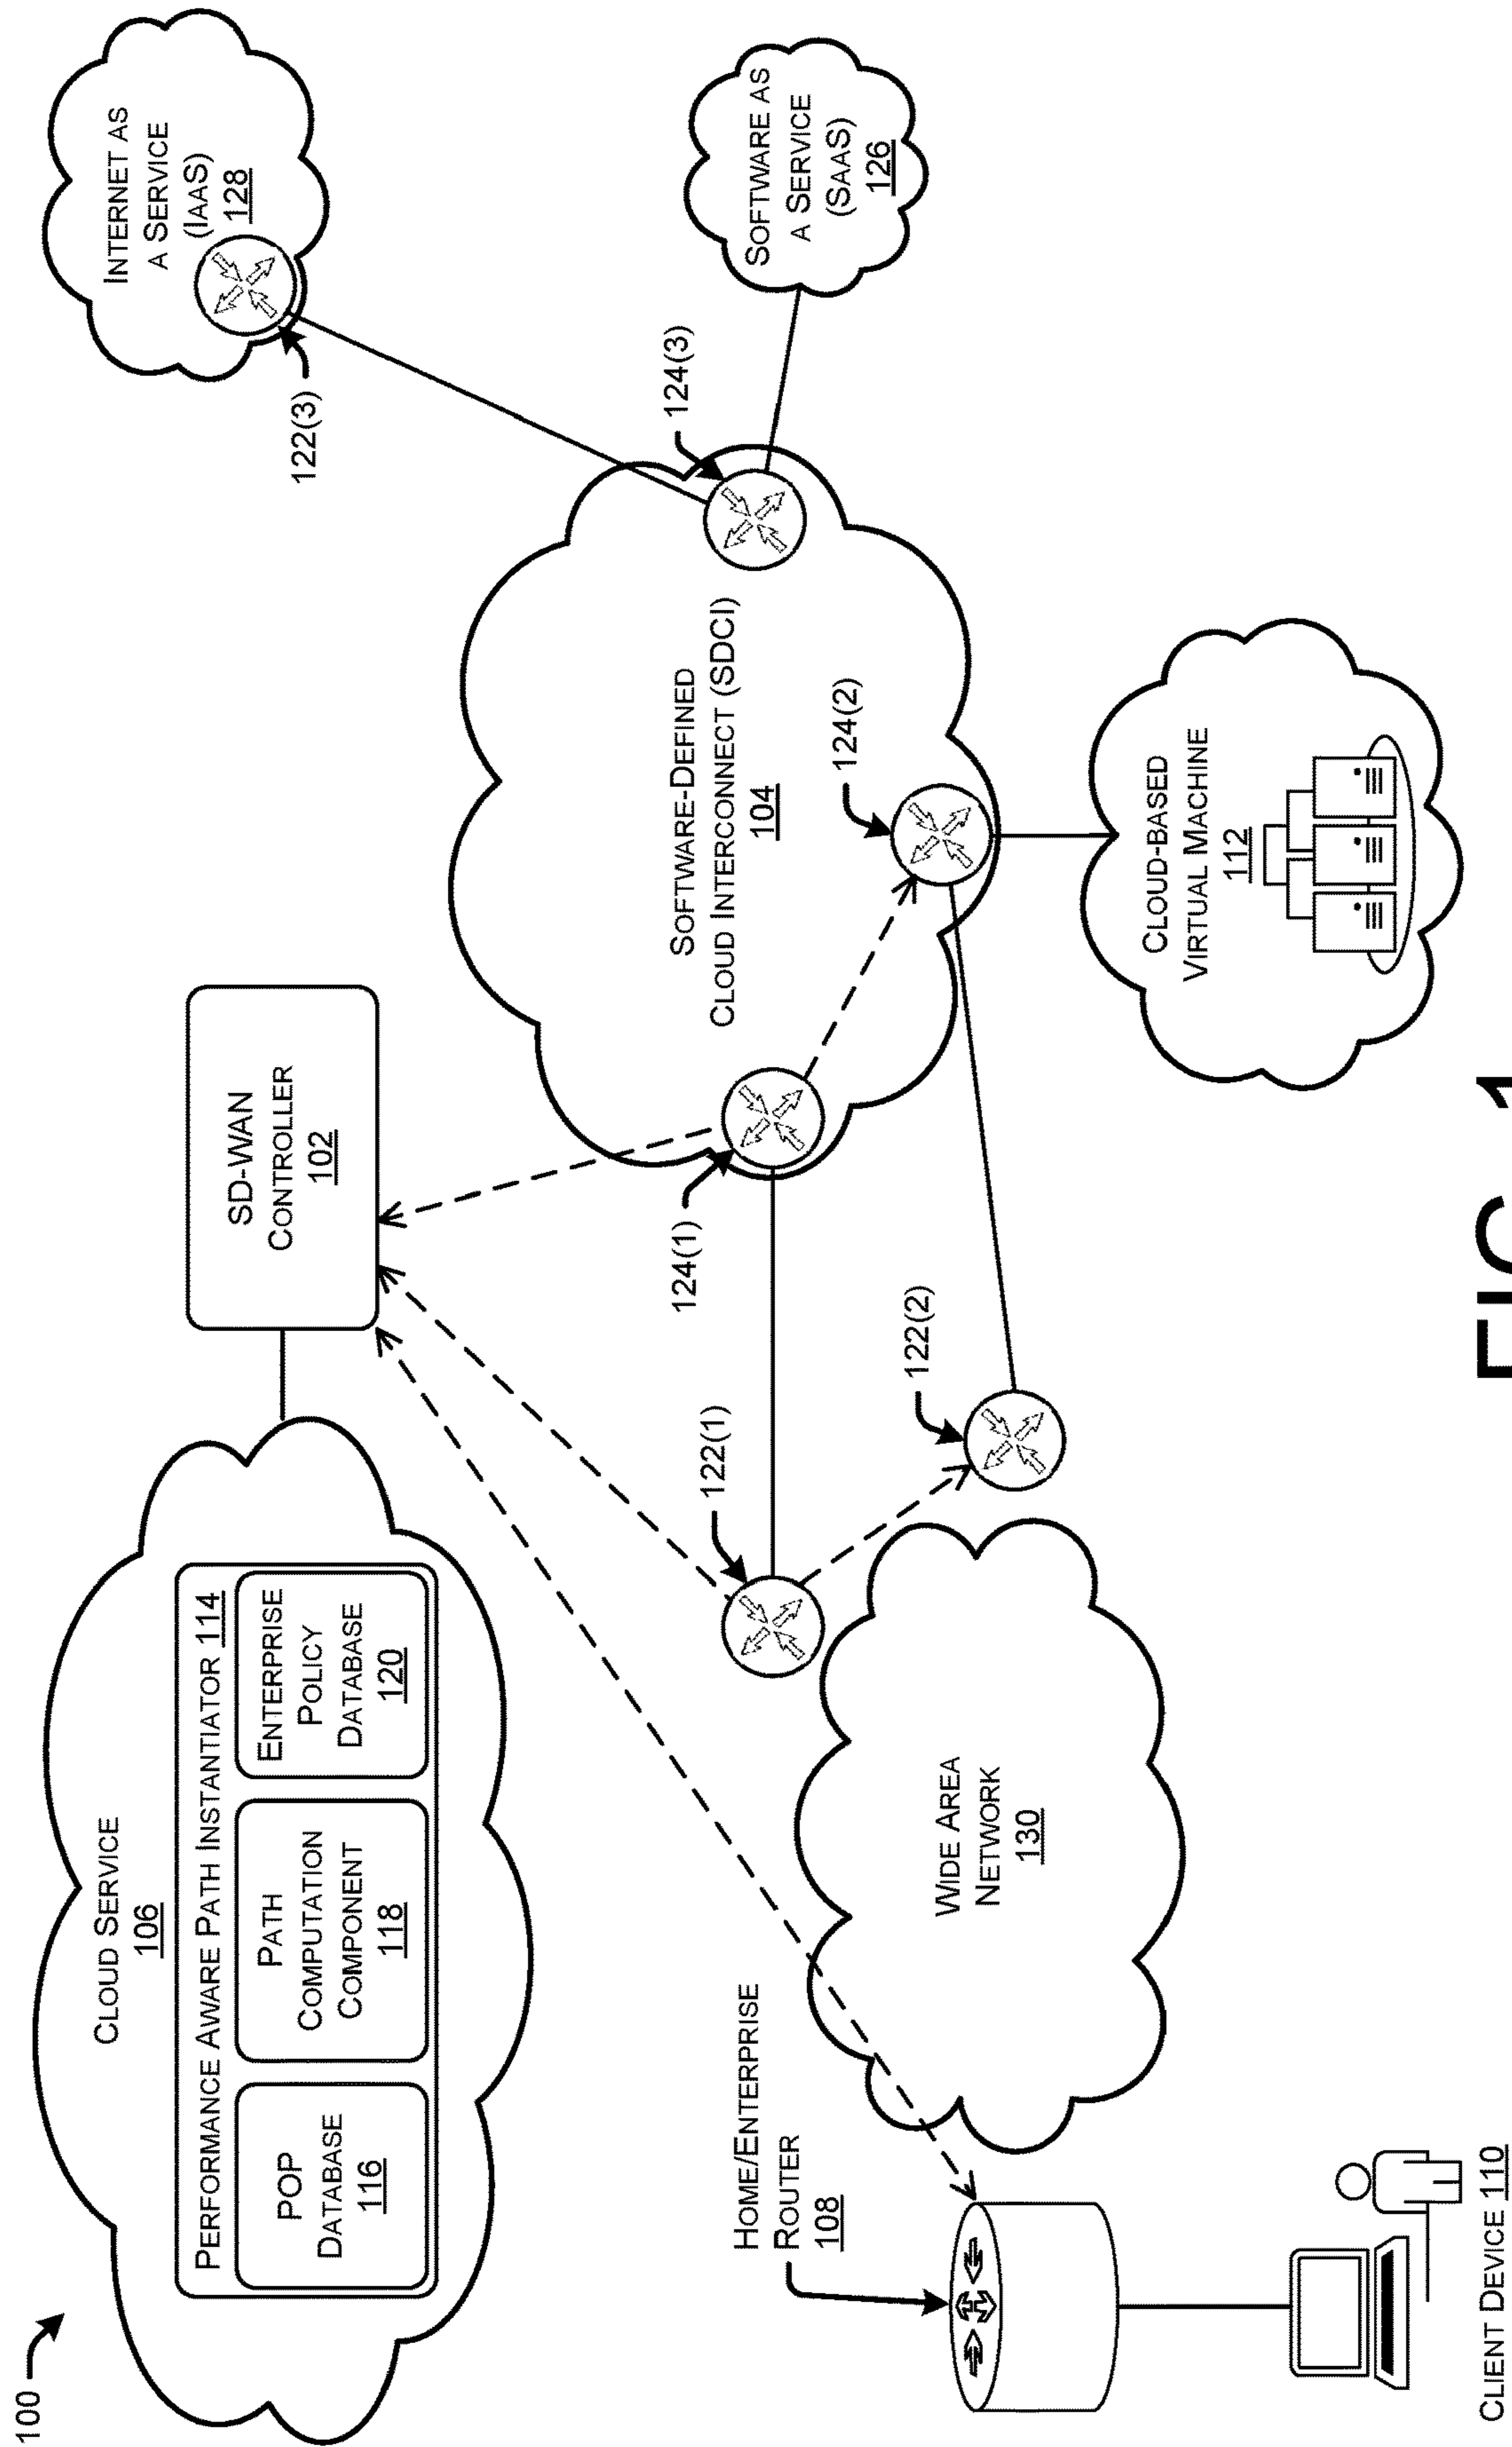 100
CLOUD SERVICE
106
PERFORMANCE AWARE PATH INSTANTIATOR 114
POP
DATABASE
116
PATH
COMPUTATION
COMPONENT
118
ENTERPRISE
POLICY
DATABASE
120
SD-WAN
CONTROLLER
102
INTERNET AS
A SERVICE
(IAAS)
128
122(3)
SOFTWARE AS
A SERVICE
(SAAS)
126
124(3)
SOFTWARE-DEFINED
CLOUD INTERCONNECT (SDCI)
104
124(1)
124(2)
122(1)
122(2)
HOME/ENTERPRISE
ROUTER
108
WIDE AREA
NETWORK
130
CLOUD-BASED
VIRTUAL MACHINE
112
CLIENT DEVICE 110
FIG. 1